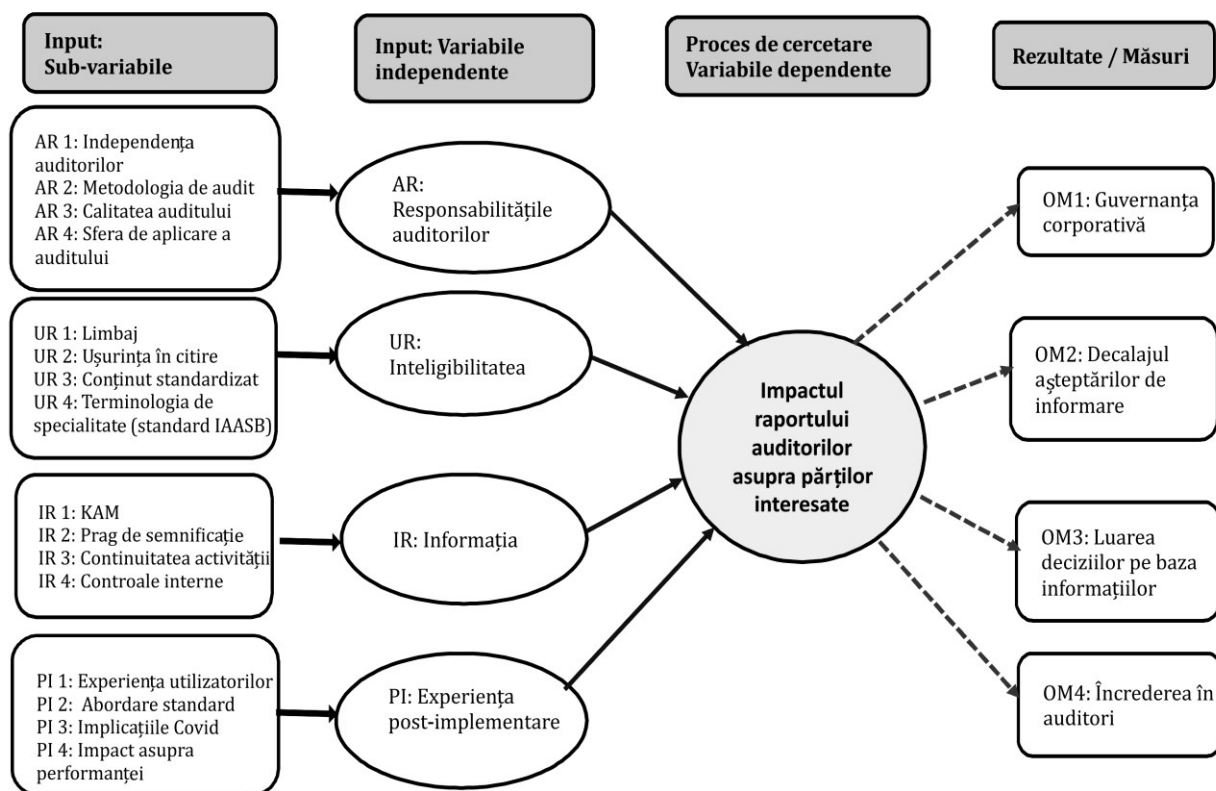 Input:
Sub-variabile
Input: Variabile
independente
Proces de cercetare
Variabile dependente
Rezultate / Măsuri
AR 1: Independența
auditorilor
AR 2: Metodologia de audit
AR 3: Calitatea auditului
AR 4: Sfera de aplicare a
auditului
AR:
Responsabilitățile
auditorilor
UR 1: Limbaj
UR 2: Ușurința în citire
UR 3: Conținut standardizat
UR 4: Terminologia de
specialitate (standard IAASB)
UR:
Inteligibilitatea
IR 1: KAM
IR 2: Prag de semnificație
IR 3: Continuitatea activității
IR 4: Controale interne
IR: Informația
PI 1: Experiența utilizatorilor
PI 2: Abordare standard
PI 3: Implicațiile Covid
PI 4: Impact asupra
performanței
PI: Experiența
post-implementare
Impactul
raportului
auditorilor
asupra părților
interesate
OM1: Guvernanța
corporativă
OM2: Decalajul
așteptărilor de
informare
OM3: Luarea
deciziilor pe baza
informațiilor
OM4: Încrederea în
auditori